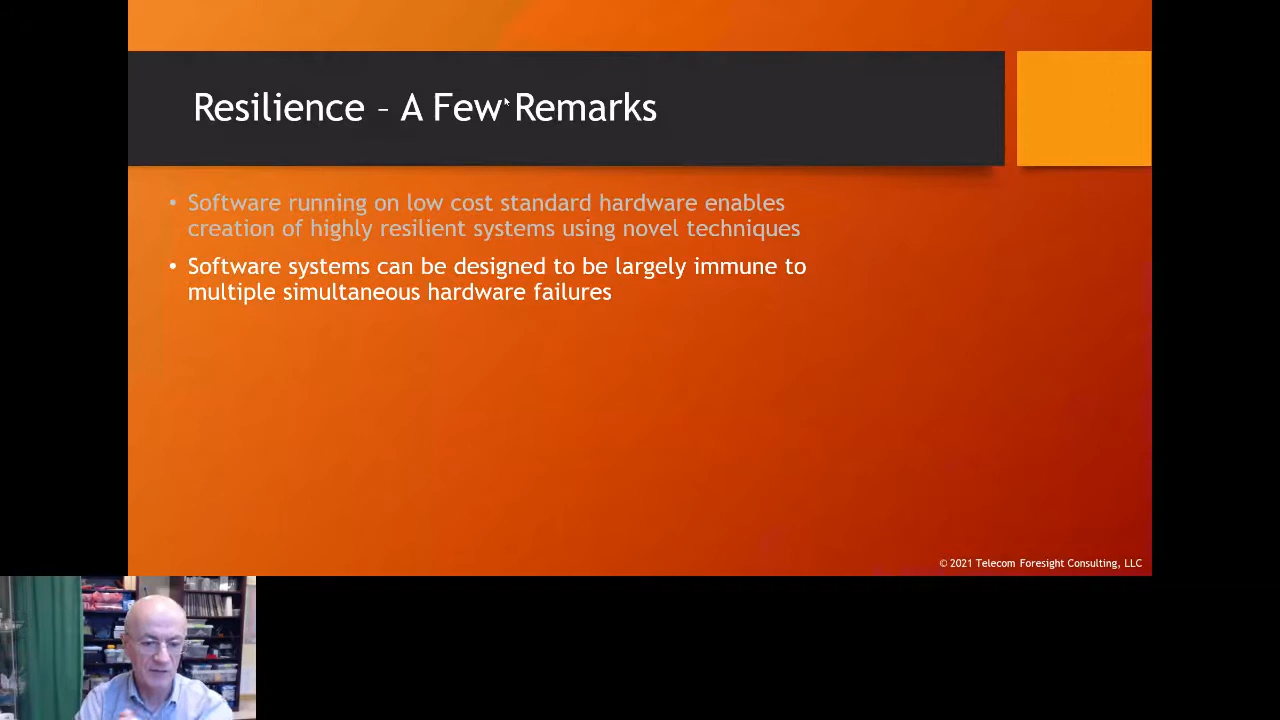 Resilience – A Few Remarks
• Software running on low cost standard hardware enables
creation of highly resilient systems using novel techniques
• Software systems can be designed to be largely immune to
multiple simultaneous hardware failures
© 2021 Telecom Foresight Consulting, LLC